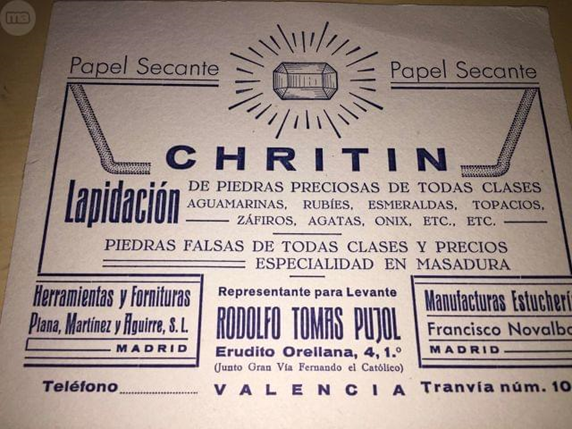 Papel Secante
Papel Secante
CHRITIN
Lapidación
DE PIEDRAS PRECIOSAS DE TODAS CLASES
AGUAMARINAS, RUBÍES, ESMERALDAS, TOPACIOS,
ZÁFIROS, AGATAS, ONIX, ETC., ETC.
PIEDRAS FALSAS DE TODAS CLASES Y PRECIOS
ESPECIALIDAD EN MASADURA
Herramientas y Fornituras
Plana, Martínez y Aguirre, S. L.
MADRID
Representante para Levante
RODOLFO TOMAS PUJOL
Erudito Orellana, 4, 1.º
(Junto Gran Vía Fernando el Católico)
Manufacturas
Francisco
MADRID
Teléfono
VALENCIA
Tranvía núm. 10